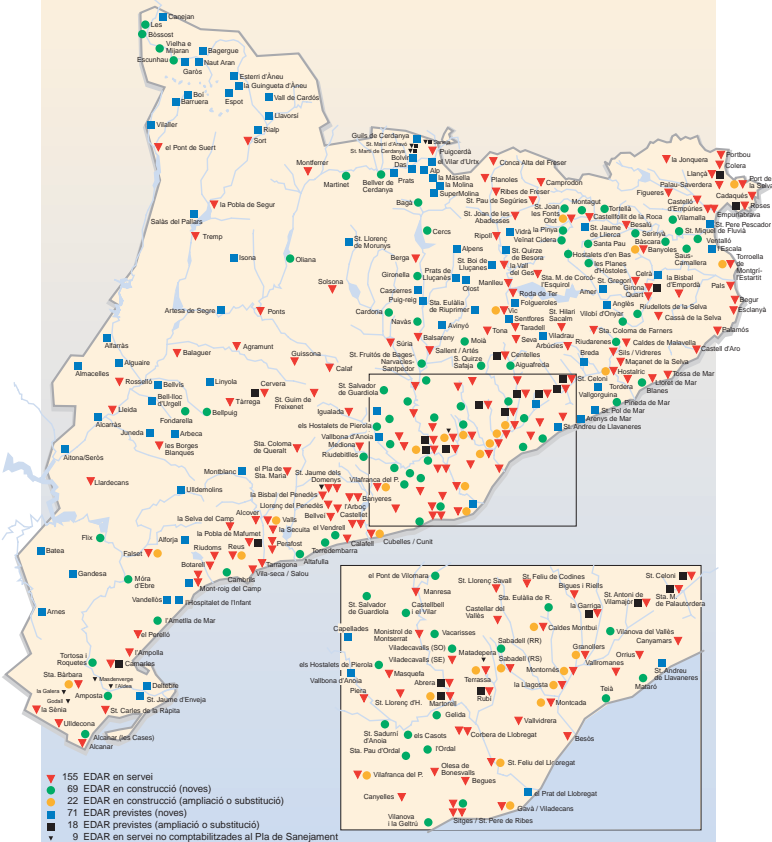 Canejan
Les
Bòssost
Vielha e
Mijaran
Bagergue
Escunhau
Naut Aran
Garós
Esterri d'Àneu
la Guingueta d'Àneu
Boí
Barruera
Espot
Vall de Cardós
Llavorsí
Vilaller
Rialp
Sort
el Pont de Suert
Montferrer
Martinet
Guils de Cerdanya
St. Martí d'Aravó
St. Martí de Cerdanya
Puigcerdà
Bolvir
Das
el Vilar d'Urtx
Alp
Prats
la Masella
la Molina
SuperMolina
Bellver de
Cerdanya
Bagà
Conca Alta del Freser
Planoles
Camprodon
Ribes de Freser
St. Pau de Segúries
St. Joan de les
Abadesses
Ripoll
St. Joan
les Fonts
Olot
Montagut
Tortellà
Castellfollit de la Roca
Besalú
Vidrà
la Pinya
St. Jaume
de Llierca
Serinyà
Veïnat Cidera
Santa Pau
Bàscara
Banyoles
Hostalets d'en Bas
les Planes
d'Hòstoles
la Jonquera
Portbou
Colera
Llançà
Palau-Saverdera
Port de
la Selva
Figueres
Cadaqués
Castelló
d'Empúries
Roses
Empuriabrava
Vilamalla
St. Pere Pescador
St. Miquel de Fluvià
Ventalló
l'Escala
Saus-
Camallera
Torroella
de
Montgrí-
l'Estartit
la Pobla de Segur
Salàs del Pallars
Tremp
Isona
Oliana
St. Llorenç
de Morunys
Cercs
Berga
Alpens
St. Quirze
de Besora
St. Boi de
Lluçanès
la Vall
del Ges
Gironella
Prats de
Lluçanès
Olost
Manlleu
Sta. M. de Corcó
l'Esquirol
St. Gregori
Celrà
la Bisbal
d'Empordà
Girona
Quart
Pals
Begur
Esclanyà
Solsona
Casserres
Puig-reig
Roda de Ter
Folgueroles
Amer
Anglès
Riudellots de la Selva
Cassà de la Selva
Vilobí d'Onyar
Artesa de Segre
Ponts
Cardona
Sta. Eulàlia
de Riuprimer
Vic
Sentfores
St. Hilari
Sacalm
Navàs
Avinyó
Tona
Taradell
Viladrau
Sta. Coloma de Farners
Palamós
Balsareny
Súria
Moià
Seva
Arbúcies
Riudarenes
Caldes de Malavella
Castell d'Aro
Alfarràs
Agramunt
Balaguer
Guissona
Calaf
Sallent / Artés
St. Fruitós de Bages-
Narvacies-
Santpedor
S. Quirze
Safaja
Centelles
Aiguafreda
Breda
Sils / Vidreres
Maçanet de la Selva
Alguaire
Almacelles
Rosselló
Bellvís
Linyola
Cervera
St. Salvador
de Guardiola
St. Celoni
Hostalric
Tossa de Mar
Tordera
Lloret de Mar
Blanes
Vallgorguina
Pineda de Mar
Bell-lloc
d'Urgell
Tàrrega
St. Guim de
Freixenet
Lleida
Fondarella
Bellpuig
Igualada
St. Pol de Mar
Arenys de Mar
St. Andreu de Llavaneres
Alcarràs
Juneda
Arbeca
els Hostalets de Pierola
Vallbona d'Anoia
les Borges
Blanques
Sta. Coloma
de Queralt
Mediona
Riudebitlles
Aitona/Seròs
Llardecans
Montblanc
el Pla de
Sta. Maria
St. Jaume dels
Domenys
Vilafranca del P.
Ulldemolins
la Bisbal del Penedès
Banyeres
Alcover
Llorenç del Penedès
l'Arboç
la Selva del Camp
Valls
Bellvei
Castellet
la Secuita
el Vendrell
Flix
Alforja
la Pobla de Mafumet
Riudoms
Reus
Perafost
Calafell
Cubelles / Cunit
Batea
Falset
Torredembarra
Botarell
Tarragona
Altafulla
Gandesa
Móra
d'Ebre
Cambrils
Vila-seca / Salou
Mont-roig del Camp
Vandellòs
l'Hospitalet de l'Infant
Arnes
l'Ametlla de Mar
el Perelló
l'Ampolla
Tortosa i
Roquetes
Camarles
Sta. Bàrbara
Masdenverge
l'Aldea
la Galera
Deltebre
Godall
Amposta
St. Jaume d'Enveja
la Sénia
St. Carles de la Ràpita
Ulldecona
Alcanar (les Cases)
Alcanar
el Pont de Vilomara
St. Llorenç Savall
St. Feliu de Codines
St. Celoni
Manresa
Bigues i Riells
St. Salvador
de Guardiola
Castellbell
i el Vilar
Sta. Eulàlia de R.
St. Antoni de
Vilamajor
Sta. M.
de Palautordera
Castellar del
Vallès
la Garriga
Capellades
Monistrol de
Montserrat
Vacarisses
Caldes Montbui
Vilanova del Vallès
Canyamars
Viladecavalls (SO)
Sabadell (RR)
Granollers
Matadepera
Orrius
els Hostalets de Pierola
Viladecavalls (SE)
Sabadell (RS)
Montornès
Vallromanes
St. Andreu
de Llavaneres
Vallbona d'Anoia
Masquefa
Terrassa
Mataró
Abrera
la Llagosta
Teià
Piera
Rubí
St. Llorenç d'H.
Martorell
Montcada
Gelida
Vallvidrera
St. Sadurní
d'Anoia
els Casots
Corbera de Llobregat
Besòs
Sta. Pau d'Ordal
l'Ordal
St. Feliu del Llobregat
Vilafranca del P.
Olesa de
Bonesvalls
Begues
Canyelles
el Prat del Llobregat
Gavà / Viladecans
Vilanova
i la Geltrú
Sitges / St. Pere de Ribes
155 EDAR en servei
69 EDAR en construcció (noves)
22 EDAR en construcció (ampliació o substitució)
71 EDAR previstes (noves)
18 EDAR previstes (ampliació o substitució)
9 EDAR en servei no comptabilitzades al Pla de Sanejament